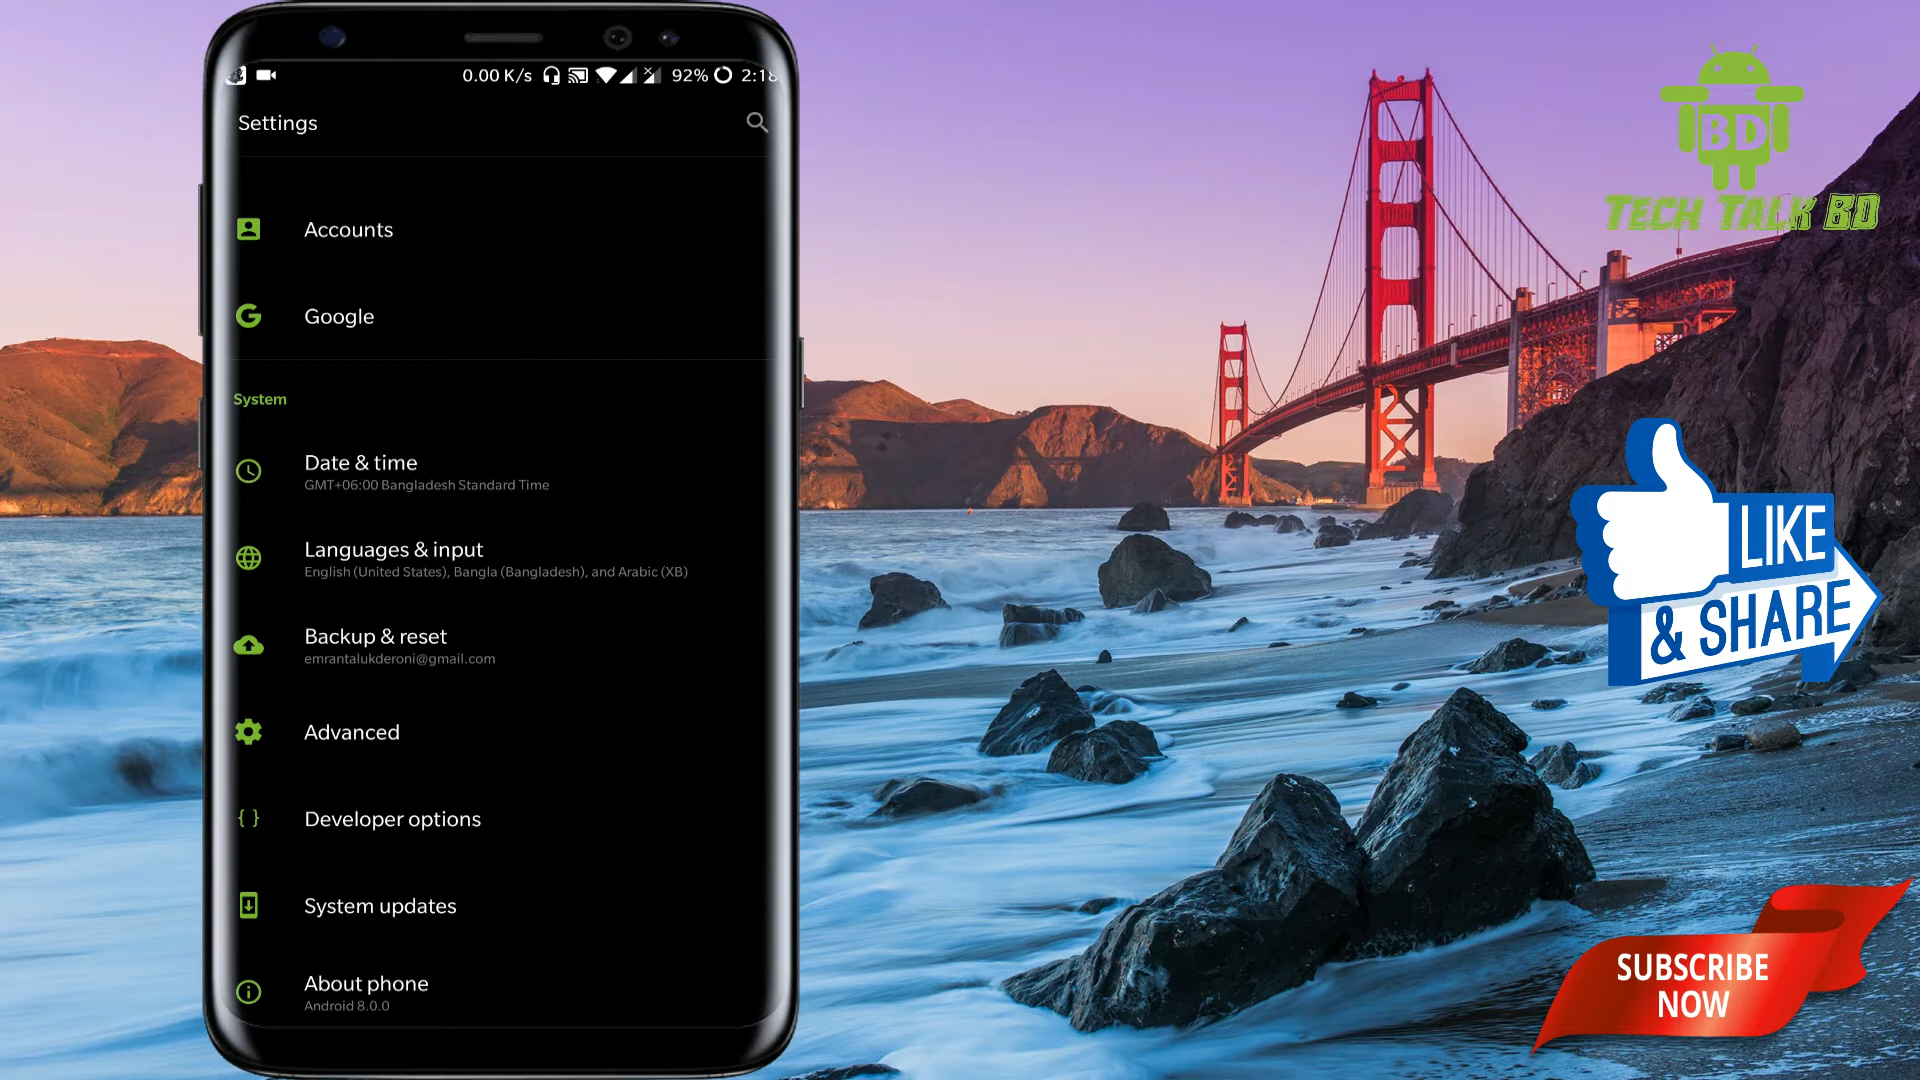 0.00 K/s 92% 2:18
Settings
Accounts
Google
System
Date & time
GMT+06:00 Bangladesh Standard Time
Languages & input
English (United States), Bangla (Bangladesh), and Arabic (XB)
Backup & reset
emrantalukderoni@gmail.com
Advanced
{ } Developer options
System updates
About phone
Android 8.0.0
BD
TECH TALK BD
LIKE
& SHARE
SUBSCRIBE
NOW